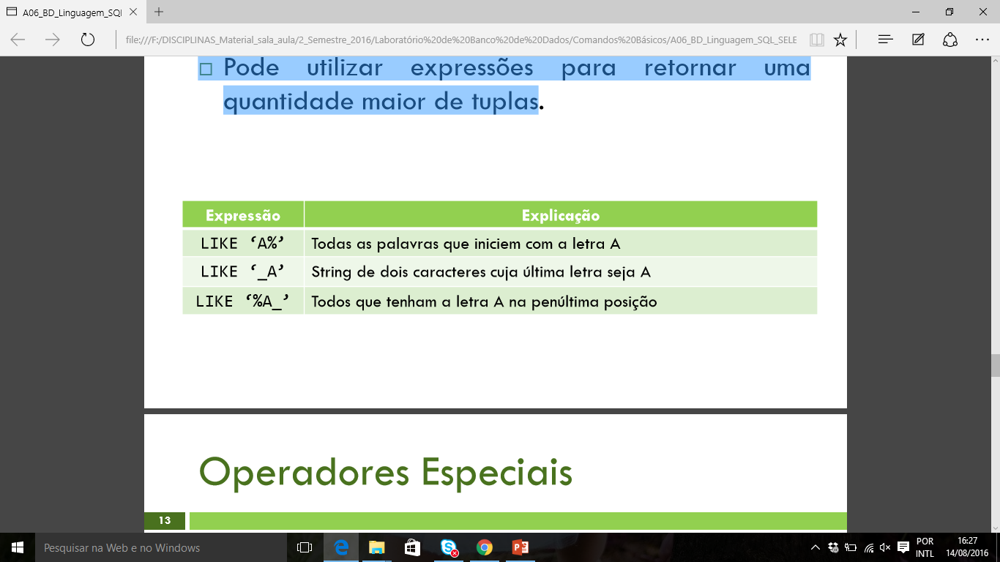 A06_BD_Linguagem_SQL
file:///F:/DISCIPLINAS_Material_sala_aula/2_Semestre_2016/Laboratório%20de%20Banco%20de%20Dados/Comandos%20Básicos/A06_BD_Linguagem_SQL_SELE
Pode utilizar expressões para retornar uma
quantidade maior de tuplas.
Expressão Explicação
LIKE ‘A%’ Todas as palavras que iniciem com a letra A
LIKE ‘_A’ String de dois caracteres cuja última letra seja A
LIKE ‘%A_’ Todos que tenham a letra A na penúltima posição
Operadores Especiais
13
Pesquisar na Web e no Windows
POR 16:27
INTL 14/08/2016